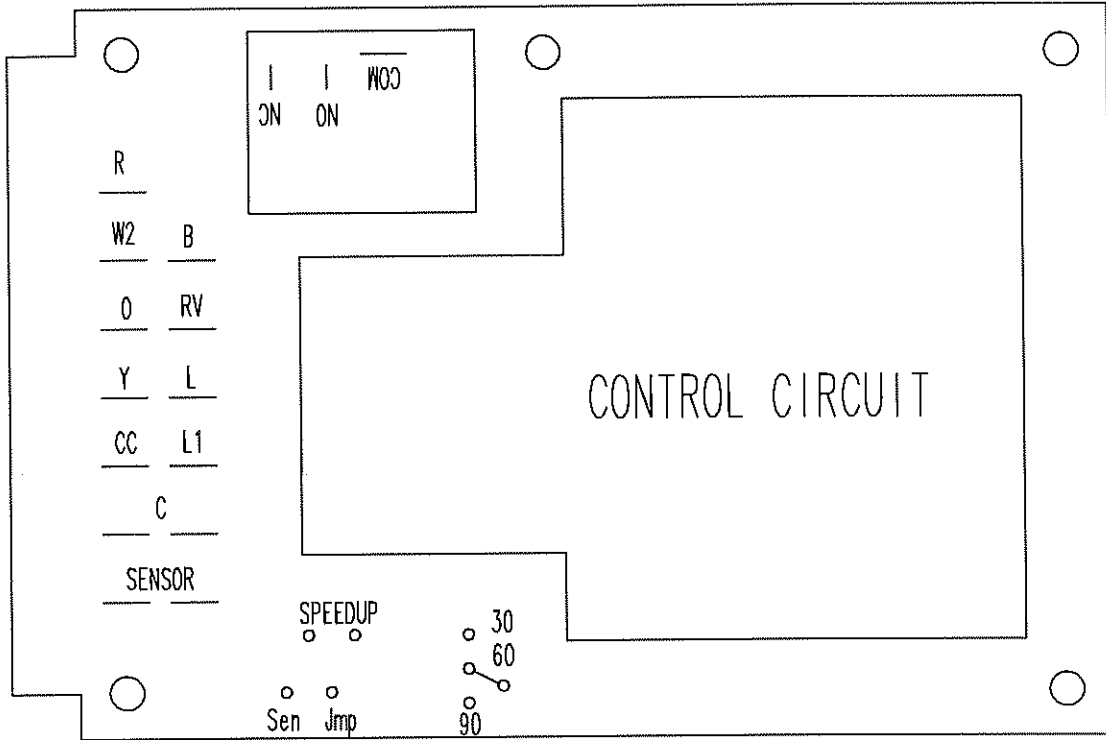 COM
NC NO
R
W2 B
O RV
Y L
CC L1
C
SENSOR
CONTROL CIRCUIT
SPEEDUP
30
60
90
Sen Jmp